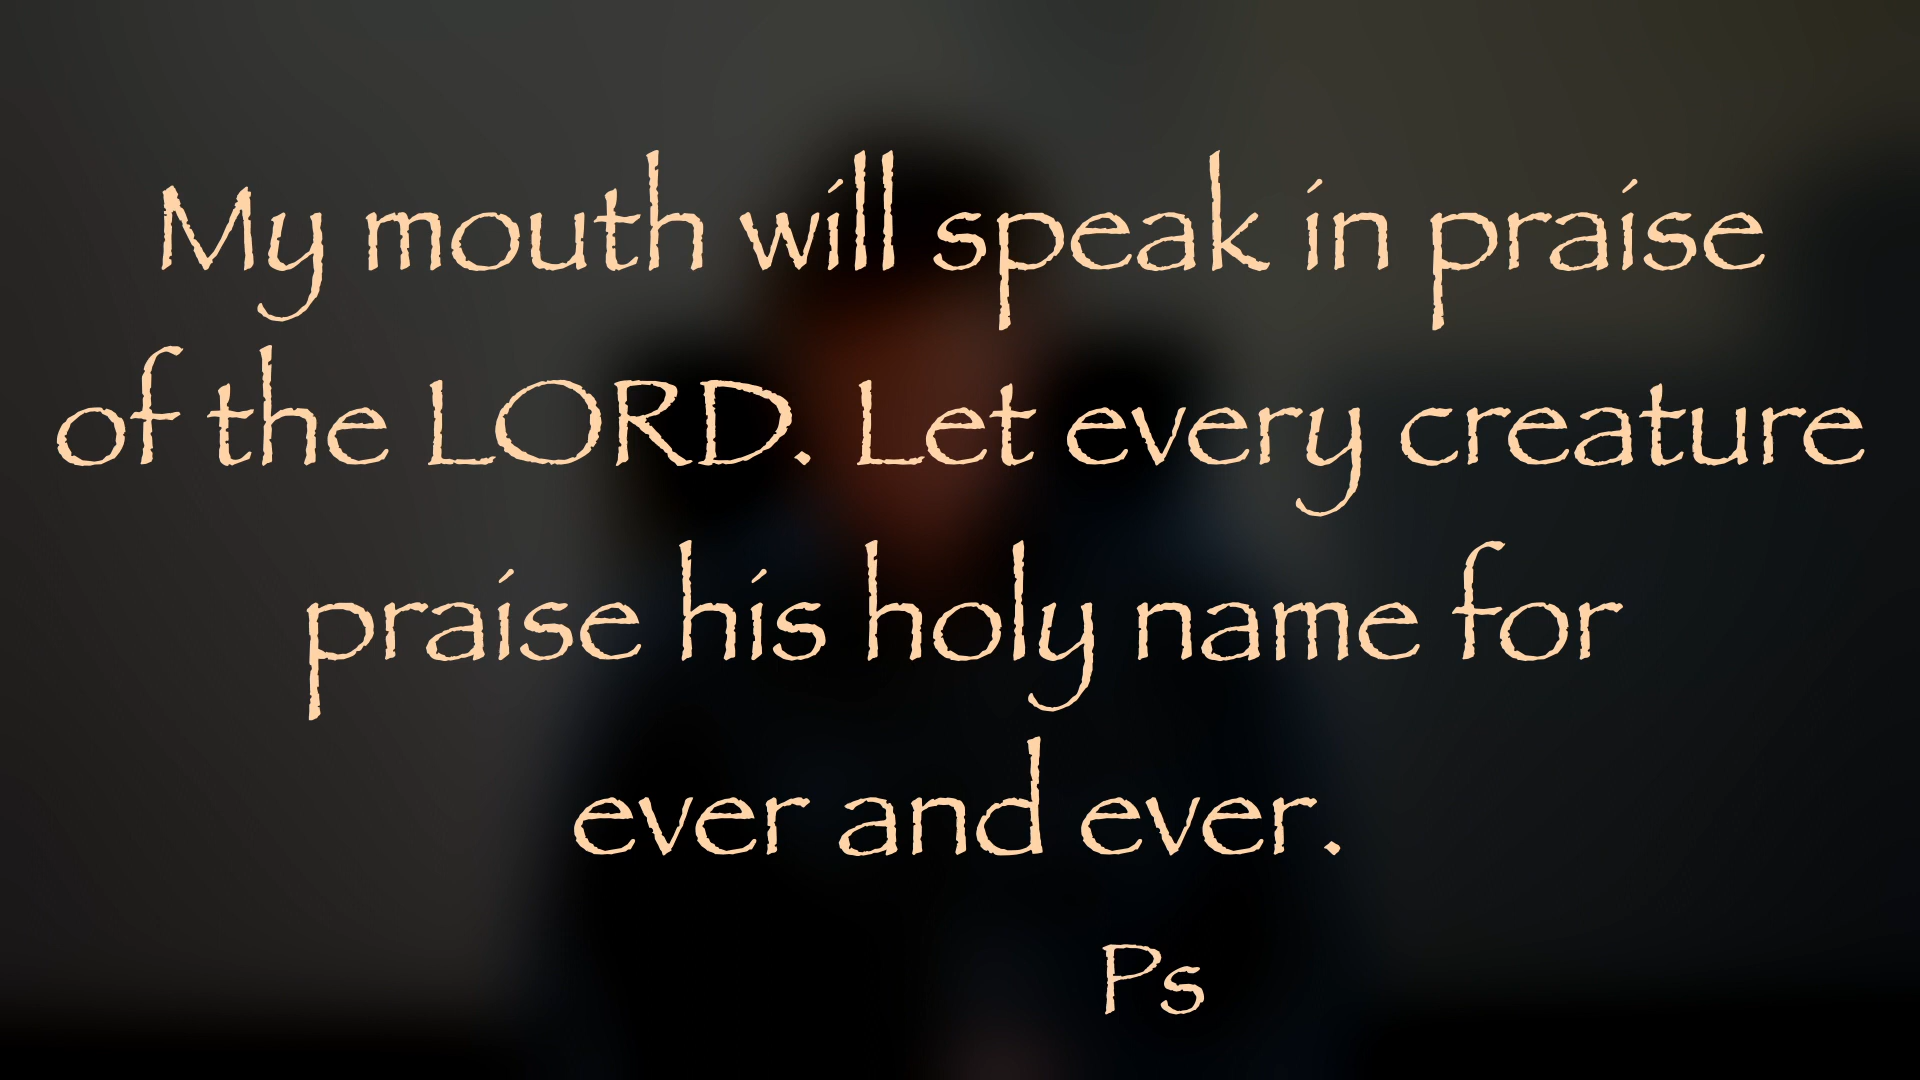 My mouth will speak in praise
of the LORD. Let every creature
praise his holy name for
ever and ever.
Ps